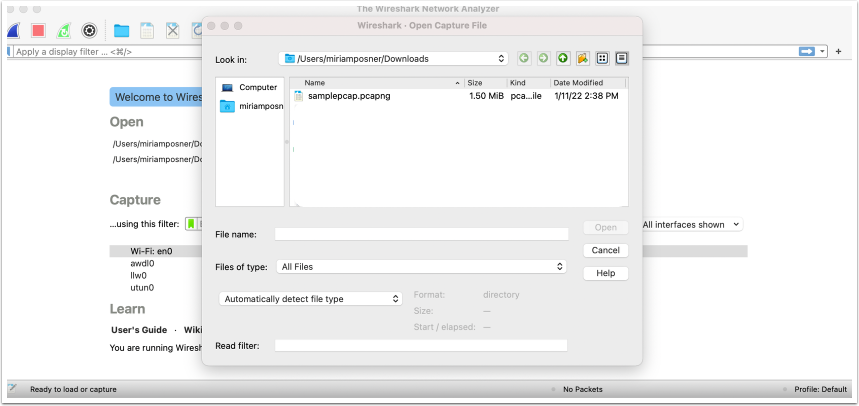 The Wireshark Network Analyzer
Wireshark · Open Capture File
Apply a display filter ... <⌘/>
+
Look in:
/Users/miriamposner/Downloads
Computer
miriamposn
Name
Size
Kind
Date Modified
samplepcap.pcapng
1.50 MiB
pca...ile
1/11/22 2:38 PM
Welcome to Wires
Open
/Users/miriamposner/Do
/Users/miriamposner/Do
Capture
...using this filter:
All interfaces shown
Wi-Fi: en0
awdl0
llw0
utun0
Learn
User's Guide · Wiki
You are running Wiresh
File name:
Open
Cancel
Files of type:
All Files
Help
Automatically detect file type
Format:
directory
Size:
—
Start / elapsed:
—
Read filter:
Ready to load or capture
No Packets
Profile: Default